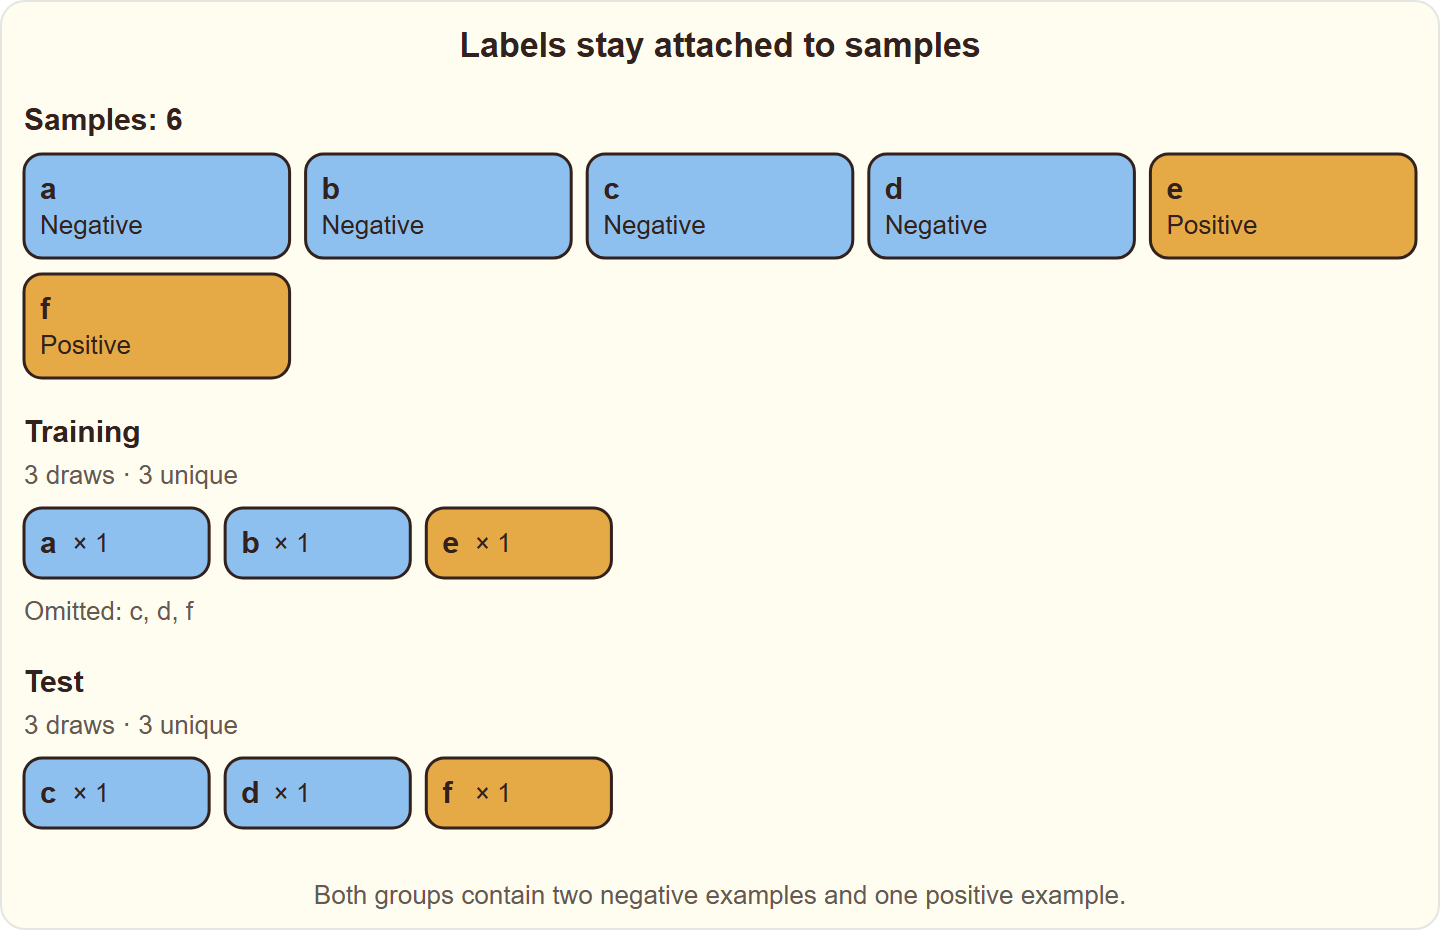 Labels stay attached to samples
Samples: 6
a
Negative
b
Negative
c
Negative
d
Negative
e
Positive
f
Positive
Training
3 draws · 3 unique
a × 1
b × 1
e × 1
Omitted: c, d, f
Test
3 draws · 3 unique
c × 1
d × 1
f × 1
Both groups contain two negative examples and one positive example.